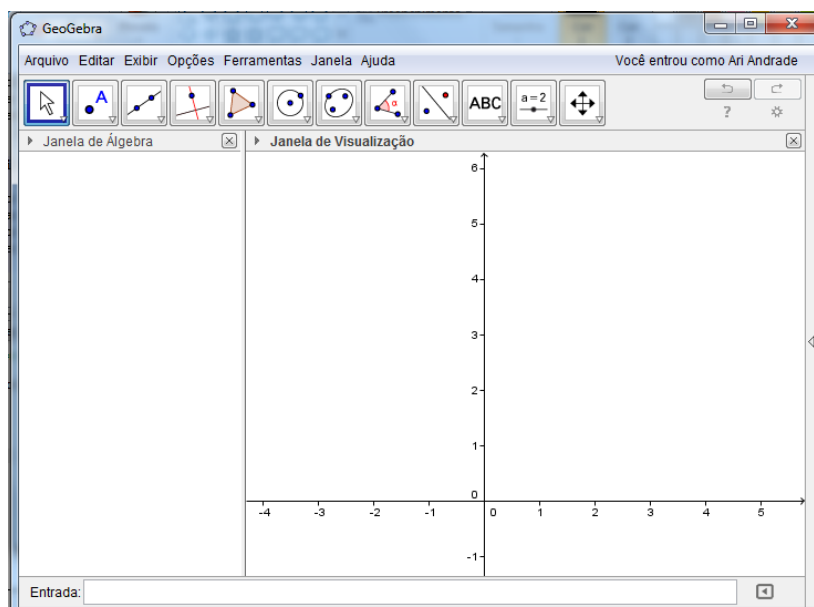 GeoGebra
Arquivo Editar Exibir Opções Ferramentas Janela Ajuda
Você entrou como Ari Andrade
A
α
ABC
a=2
?
Janela de Álgebra
Janela de Visualização
6
5
4
3
2
1
0
-4 -3 -2 -1 0 1 2 3 4 5
-1
Entrada: